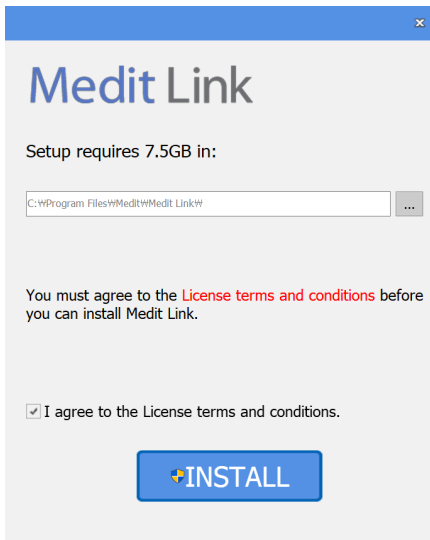 Medit Link
Setup requires 7.5GB in:
C:₩Program Files₩Medit₩Medit Link₩
...
You must agree to the License terms and conditions before
you can install Medit Link.
I agree to the License terms and conditions.
INSTALL